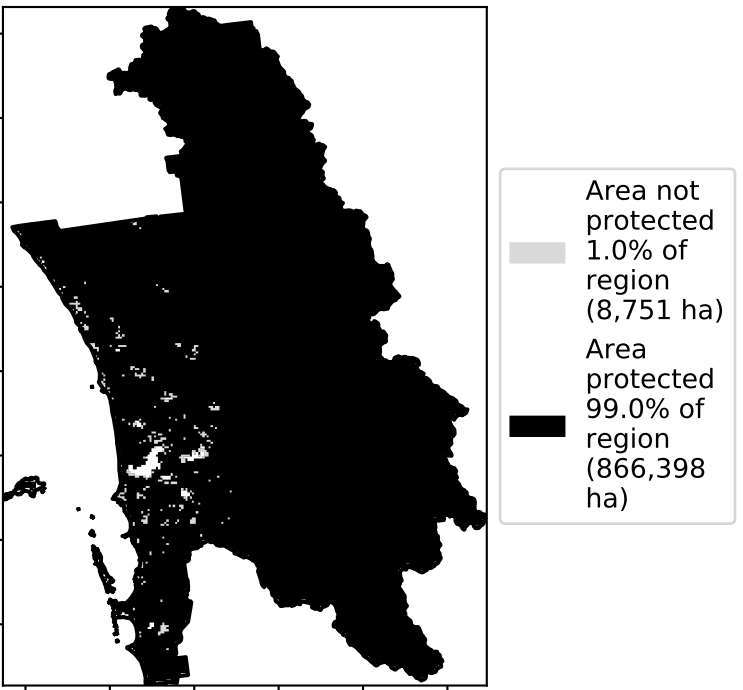 Area not
protected
1.0% of
region
(8,751 ha)
Area
protected
99.0% of
region
(866,398
ha)